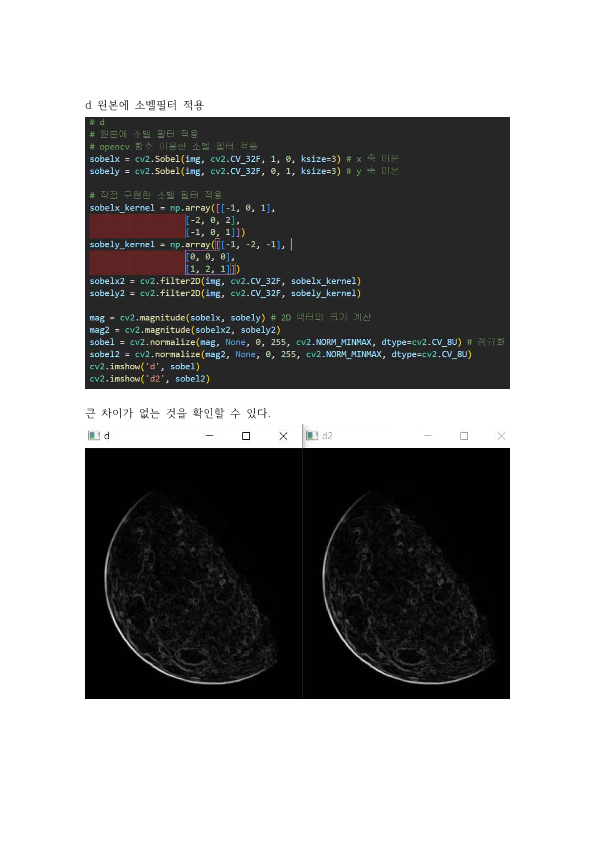 d 원본에 소벨필터 적용
# d
# 원본에 소벨 필터 적용
# opencv 함수 이용한 소벨 필터 적용
sobelx = cv2.Sobel(img, cv2.CV_32F, 1, 0, ksize=3) # x 축 미분
sobely = cv2.Sobel(img, cv2.CV_32F, 0, 1, ksize=3) # y 축 미분
# 직접 구현한 소벨 필터 적용
sobelx_kernel = np.array([[-1, 0, 1],
[-2, 0, 2],
[-1, 0, 1]])
sobely_kernel = np.array([[-1, -2, -1],
[0, 0, 0],
[1, 2, 1]])
sobelx2 = cv2.filter2D(img, cv2.CV_32F, sobelx_kernel)
sobely2 = cv2.filter2D(img, cv2.CV_32F, sobely_kernel)
mag = cv2.magnitude(sobelx, sobely) # 2D 벡터의 크기 계산
mag2 = cv2.magnitude(sobelx2, sobely2)
sobel = cv2.normalize(mag, None, 0, 255, cv2.NORM_MINMAX, dtype=cv2.CV_8U) # 정규화
sobel2 = cv2.normalize(mag2, None, 0, 255, cv2.NORM_MINMAX, dtype=cv2.CV_8U)
cv2.imshow('d', sobel)
cv2.imshow('d2', sobel2)
큰 차이가 없는 것을 확인할 수 있다.
d
d2